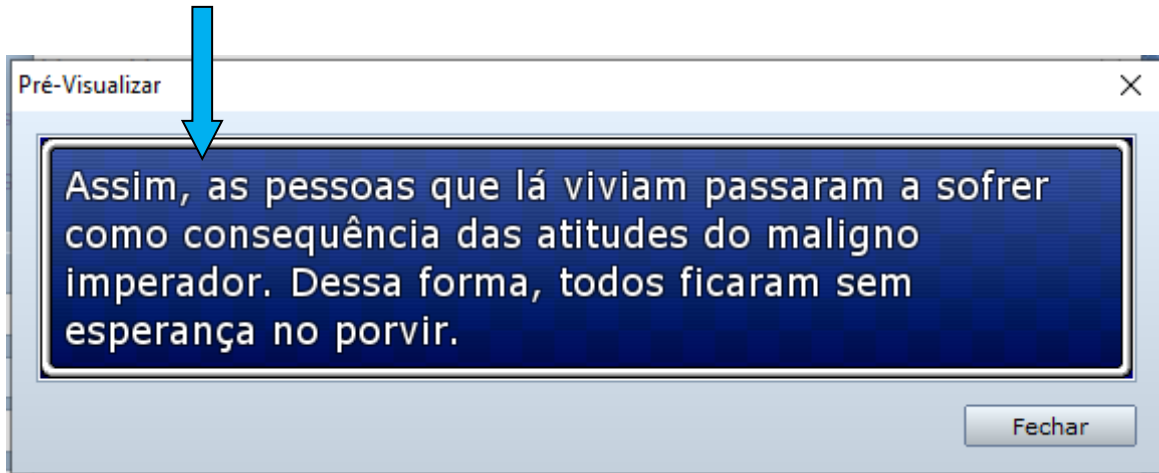 Pré-Visualizar
Assim, as pessoas que lá viviam passaram a sofrer
como consequência das atitudes do maligno
imperador. Dessa forma, todos ficaram sem
esperança no porvir.
Fechar